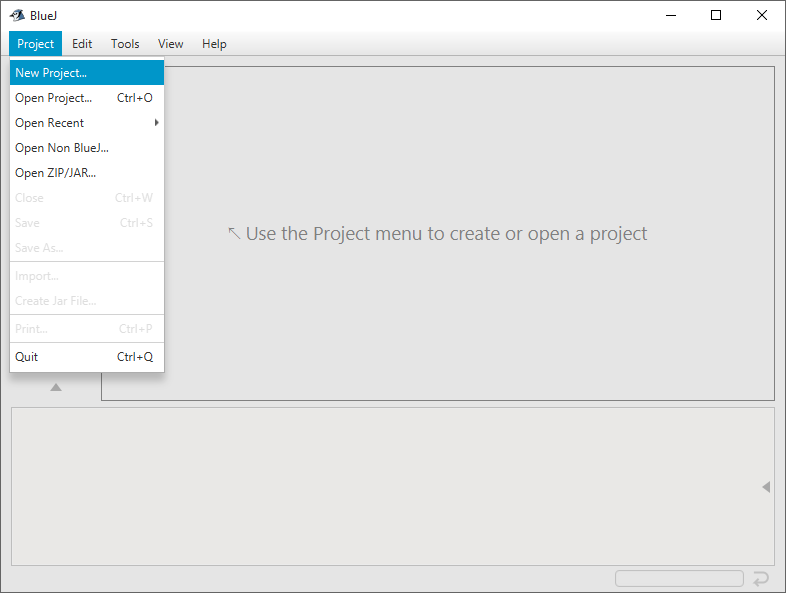 BlueJ
Project Edit Tools View Help
New Project...
Open Project... Ctrl+O
Open Recent
Open Non BlueJ...
Open ZIP/JAR...
Close Ctrl+W
Save Ctrl+S
Save As...
Import...
Create Jar File...
Print... Ctrl+P
Quit Ctrl+Q
Use the Project menu to create or open a project